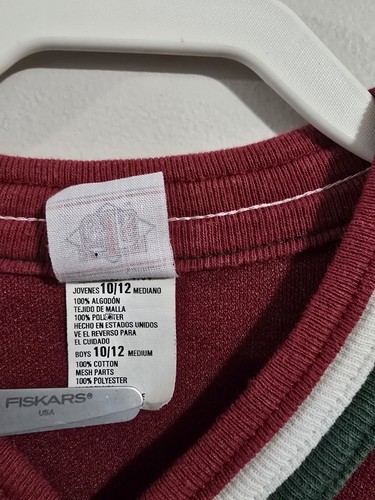 JOVENES 10/12 MEDIANO
100% ALGODÓN
TEJIDO DE MALLA
100% POLIESTER
HECHO EN ESTADOS UNIDOS
VE EL REVERSO PARA
EL CUIDADO
BOYS 10/12 MEDIUM
100% COTTON
MESH PARTS
100% POLYESTER
FISKARS®
USA